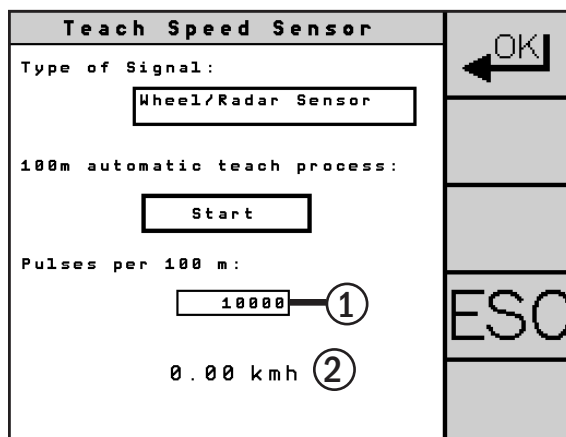 Teach Speed Sensor
OK
Type of Signal:
Wheel/Radar Sensor
100m automatic teach process:
Start
Pulses per 100 m:
10000 1
ESC
0.00 kmh 2